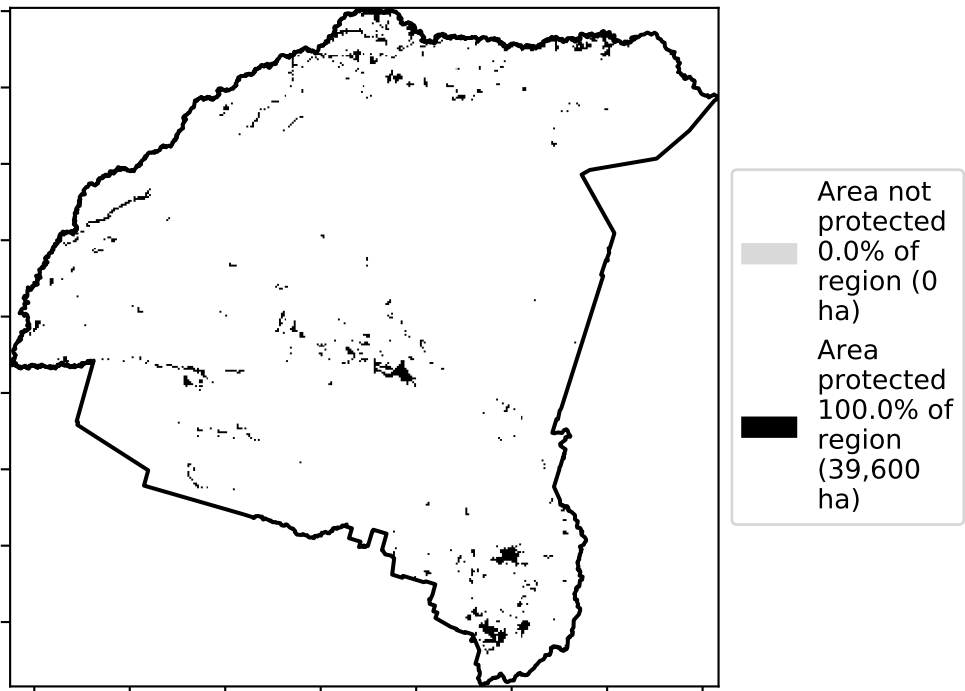 Area not
protected
0.0% of
region (0
ha)
Area
protected
100.0% of
region
(39,600
ha)